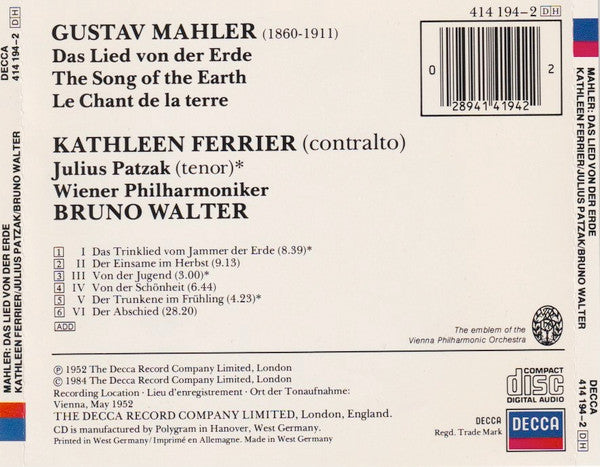 DECCA
414 194-2 DH
MAHLER: DAS LIED VON DER ERDE
KATHLEEN FERRIER/JULIUS PATZAK/BRUNO WALTER
GUSTAV MAHLER (1860-1911)
Das Lied von der Erde
The Song of the Earth
Le Chant de la terre
414 194-2 DH
0
28941 41942
2
KATHLEEN FERRIER (contralto)
Julius Patzak (tenor)*
Wiener Philharmoniker
BRUNO WALTER
1 I Das Trinklied vom Jammer der Erde (8.39)*
2 II Der Einsame im Herbst (9.13)
3 III Von der Jugend (3.00)*
4 IV Von der Schönheit (6.44)
5 V Der Trunkene im Frühling (4.23)*
6 VI Der Abschied (28.20)
ADD
The emblem of the
Vienna Philharmonic Orchestra
℗ 1952 The Decca Record Company Limited, London
© 1984 The Decca Record Company Limited, London
Recording Location · Lieu d'enregistrement · Ort der Tonaufnahme:
Vienna, May 1952
THE DECCA RECORD COMPANY LIMITED, London, England.
CD is manufactured by Polygram in Hanover, West Germany.
Printed in West Germany/Imprimé en Allemagne. Made in West Germany
COMPACT
disc
DIGITAL AUDIO
DECCA
Regd. Trade Mark
DECCA
MAHLER: DAS LIED VON DER ERDE
KATHLEEN FERRIER/JULIUS PATZAK/BRUNO WALTER
DECCA
414 194-2 DH